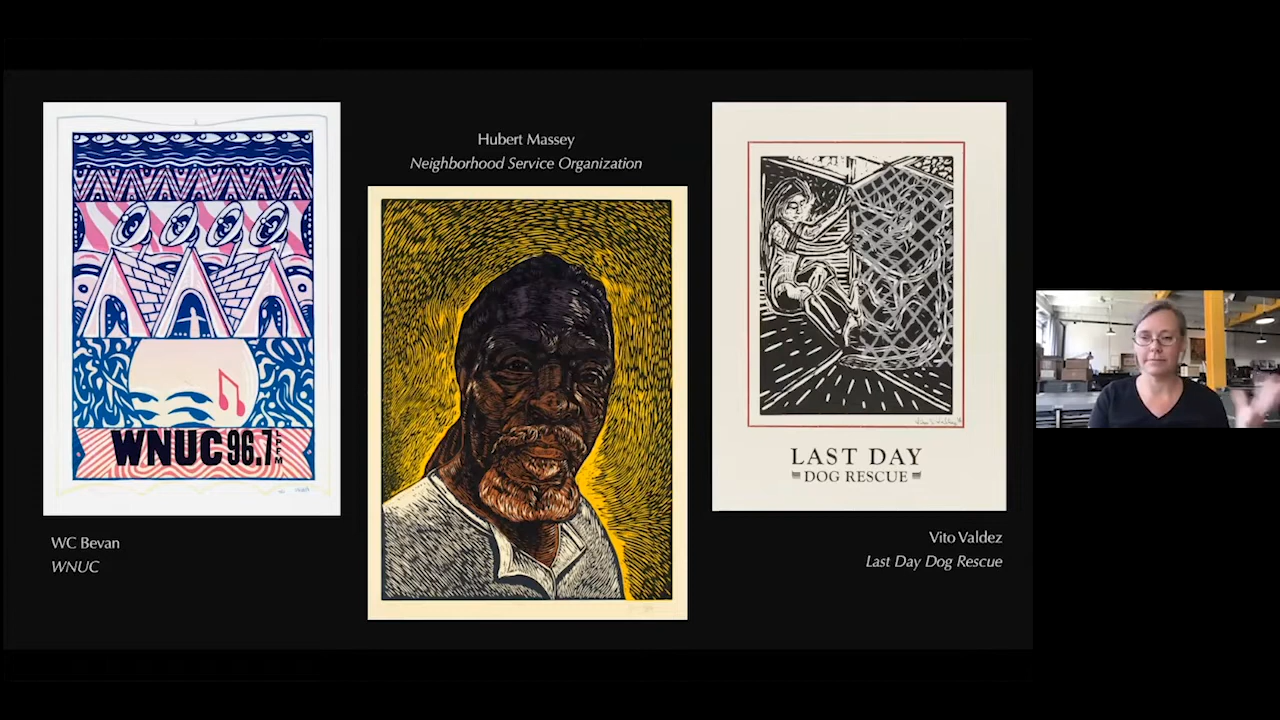 Hubert Massey
Neighborhood Service Organization
WNUC 96.7 FM
LAST DAY
DOG RESCUE
WC Bevan
WNUC
Vito Valdez
Last Day Dog Rescue